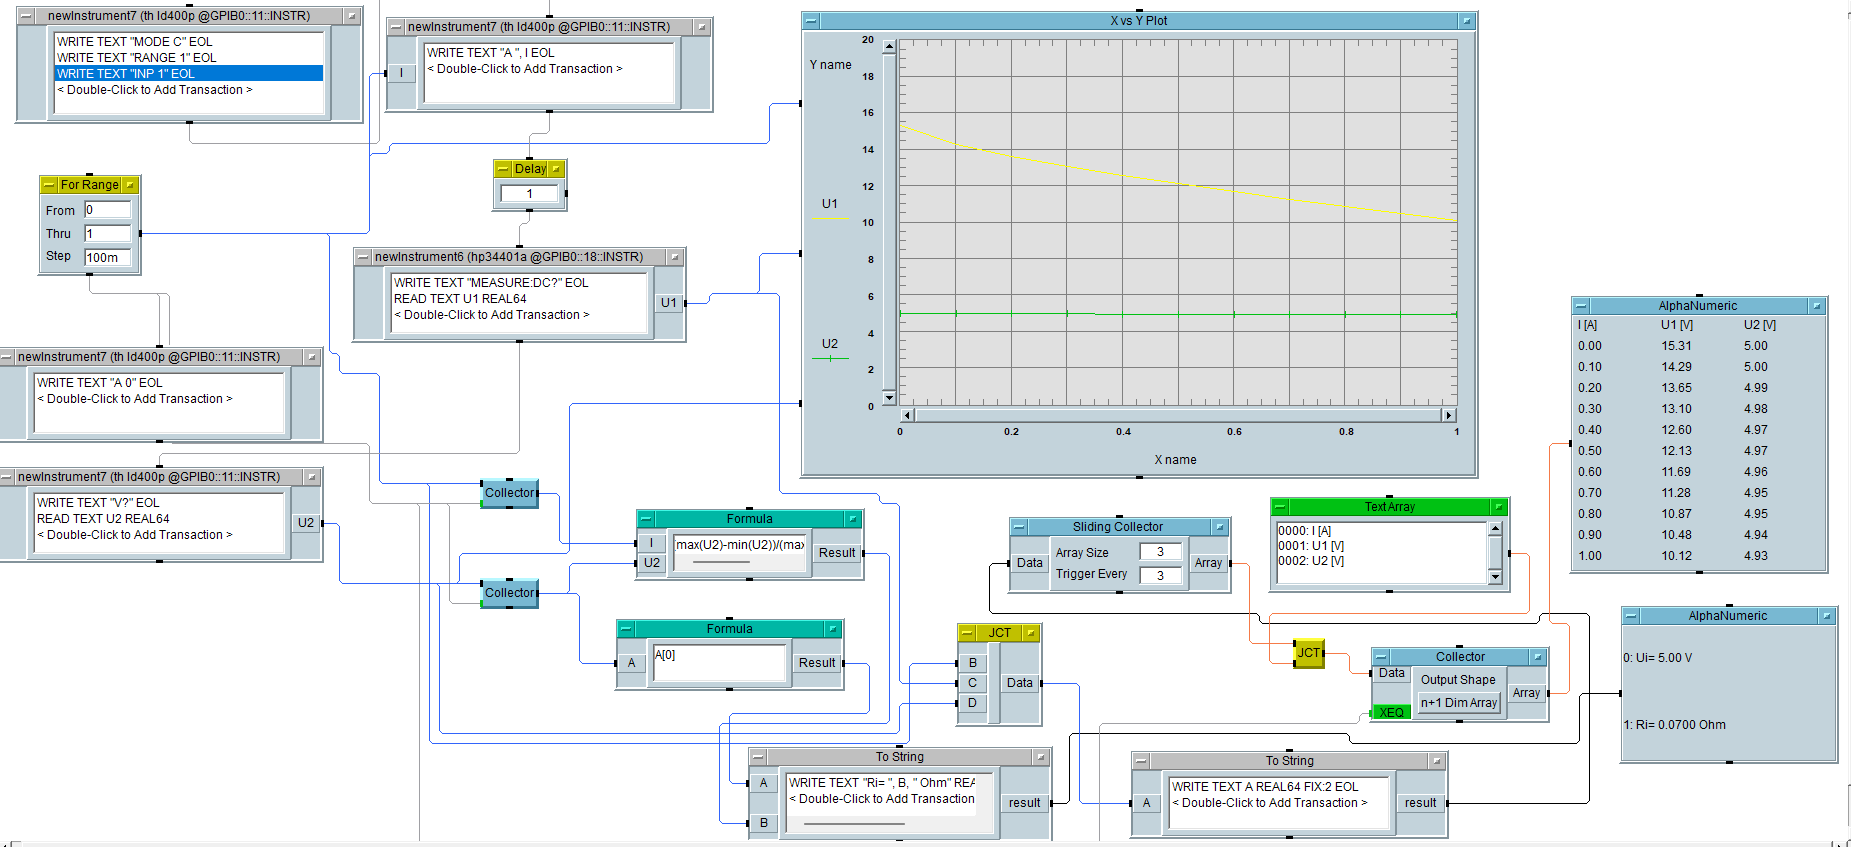 newInstrument7 (th ld400p @GPIB0::11::INSTR)
WRITE TEXT "MODE C" EOL
WRITE TEXT "RANGE 1" EOL
WRITE TEXT "INP 1" EOL
< Double-Click to Add Transaction >
newInstrument7 (th ld400p @GPIB0::11::INSTR)
I
WRITE TEXT "A ", I EOL
< Double-Click to Add Transaction >
Delay
1
For Range
From 0
Thru 1
Step 100m
newInstrument6 (hp34401a @GPIB0::18::INSTR)
WRITE TEXT "MEASURE:DC?" EOL
READ TEXT U1 REAL64
< Double-Click to Add Transaction >
U1
newInstrument7 (th ld400p @GPIB0::11::INSTR)
WRITE TEXT "A 0" EOL
< Double-Click to Add Transaction >
newInstrument7 (th ld400p @GPIB0::11::INSTR)
WRITE TEXT "V?" EOL
READ TEXT U2 REAL64
< Double-Click to Add Transaction >
U2
X vs Y Plot
Y name
U1
U2
20
18
16
14
12
10
8
6
4
2
0
0 0.2 0.4 0.6 0.8 1
X name
AlphaNumeric
I [A] U1 [V] U2 [V]
0.00 15.31 5.00
0.10 14.29 5.00
0.20 13.65 4.99
0.30 13.10 4.98
0.40 12.60 4.97
0.50 12.13 4.97
0.60 11.69 4.96
0.70 11.28 4.95
0.80 10.87 4.95
0.90 10.48 4.94
1.00 10.12 4.93
Collector
Collector
Formula
I
U2
max(U2)-min(U2))/(max
Result
Formula
A
A[0]
Result
Sliding Collector
Data
Array Size 3
Trigger Every 3
Array
Text Array
0000: I [A]
0001: U1 [V]
0002: U2 [V]
JCT
B
C
D
Data
JCT
Collector
Data
XEQ
Output Shape
n+1 Dim Array
Array
AlphaNumeric
0: Ui= 5.00 V
1: Ri= 0.0700 Ohm
To String
A
B
WRITE TEXT "Ri= ", B, " Ohm" REA
< Double-Click to Add Transaction
result
To String
A
WRITE TEXT A REAL64 FIX:2 EOL
< Double-Click to Add Transaction >
result